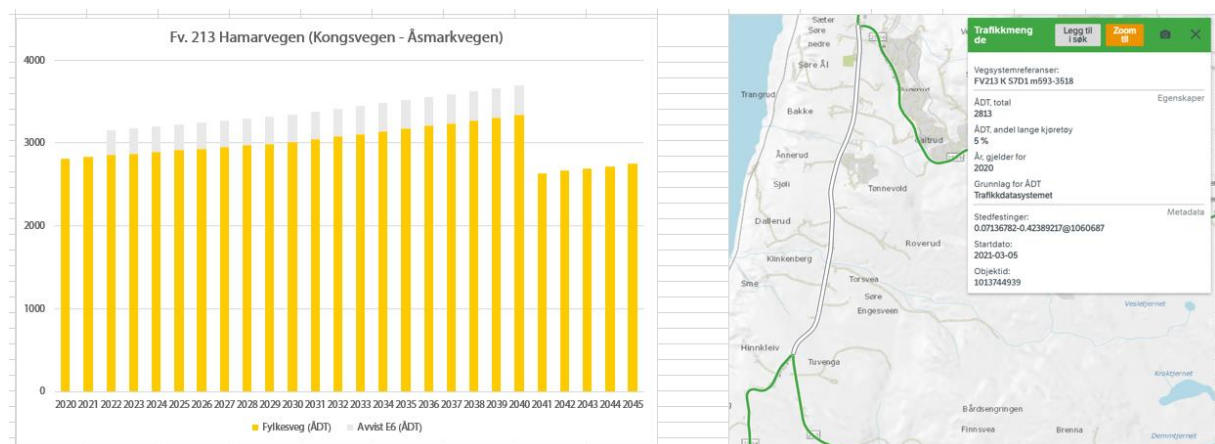 Fv. 213 Hamarvegen (Kongsvegen - Åsmarkvegen)
4000
3000
2000
1000
0
2020 2021 2022 2023 2024 2025 2026 2027 2028 2029 2030 2031 2032 2033 2034 2035 2036 2037 2038 2039 2040 2041 2042 2043 2044 2045
Fylkesveg (ÅDT) Avvist E6 (ÅDT)
Sæter
Søre
nedre
Søre Ål
Trangrud
Bakke
Ånnerud
Sjøli
Tønnevold
Dallerud
Roverud
Klinkenberg
Sme
Torsvea
Søre
Engesveen
Hinnkleiv
Tuvenga
Bårdsengringen
Finnsvea
Brenna
Vesletjernet
Kroktjernet
Demmtjernet
Trafikkmeng
de
Legg til
i søk
Zoom
til
Vegsystemreferanser:
FV213 K S7D1 m593-3518
Egenskaper
ÅDT, total
2813
ÅDT, andel lange kjøretøy
5 %
År, gjelder for
2020
Grunnlag for ÅDT
Trafikkdatasystemet
Metadata
Stedfestinger:
0.07136782-0.42389217@1060687
Startdato:
2021-03-05
Objektid:
1013744939